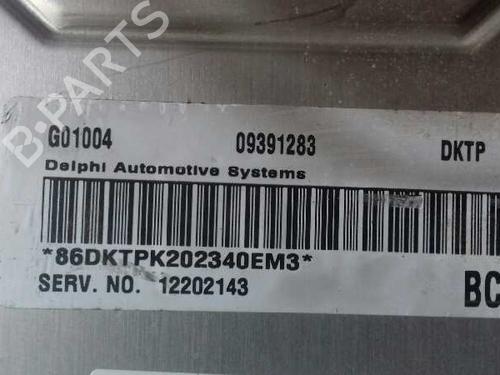 G01004 09391283 DKTP
Delphi Automotive Systems
*86DKTPK202340EM3*
SERV. NO. 12202143 BC
B-PARTS